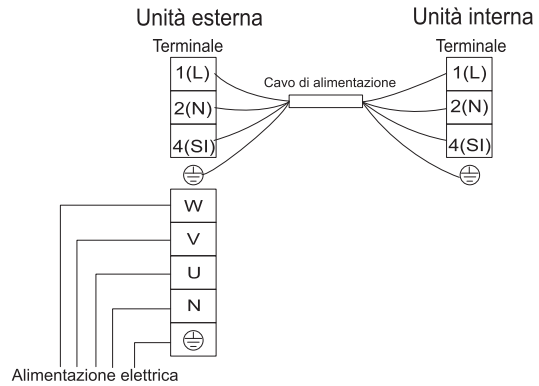 Unità esterna
Unità interna
Terminale
Terminale
1(L)
Cavo di alimentazione
1(L)
2(N)
2(N)
4(SI)
4(SI)
W
V
U
N
Alimentazione elettrica